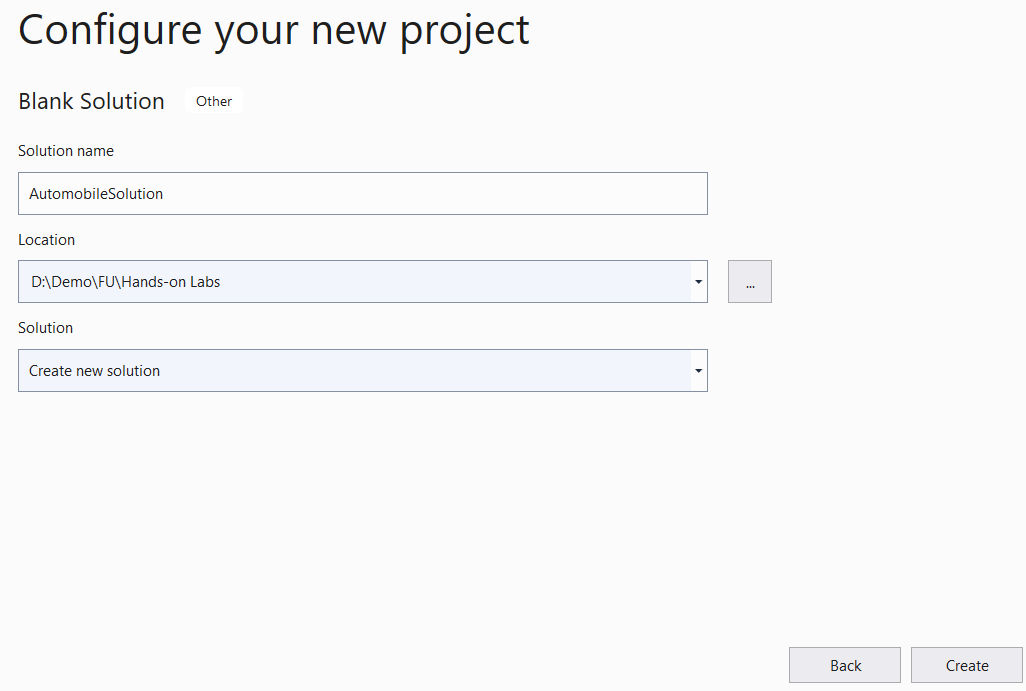 Configure your new project
Blank Solution Other
Solution name
AutomobileSolution
Location
D:\Demo\FU\Hands-on Labs
...
Solution
Create new solution
Back Create